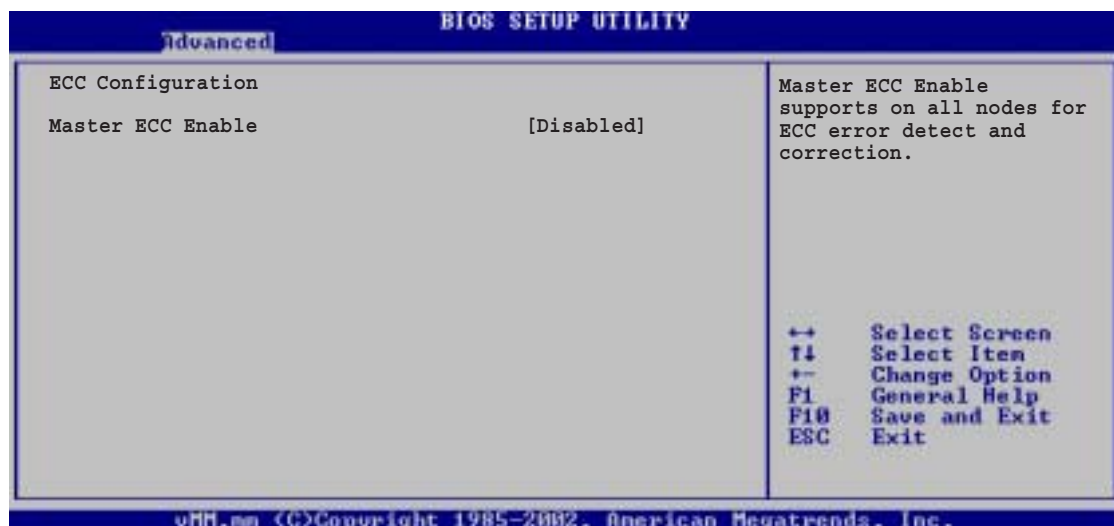 BIOS SETUP UTILITY
Advanced
ECC Configuration
Master ECC Enable [Disabled]
Master ECC Enable
supports on all nodes for
ECC error detect and
correction.
←→ Select Screen
↑↓ Select Item
+- Change Option
F1 General Help
F10 Save and Exit
ESC Exit
vMM.mm (C)Copyright 1985-2002, American Megatrends, Inc.